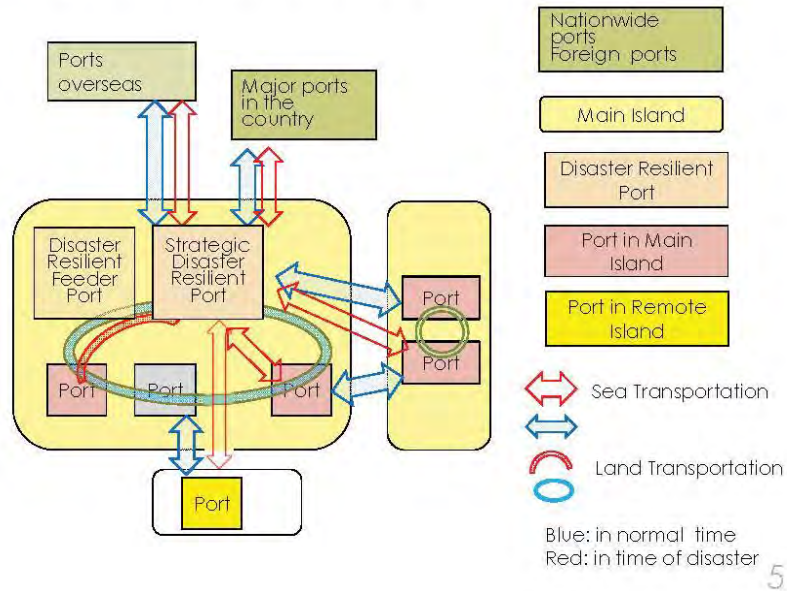 Ports
overseas
Major ports
in the
country
Disaster
Resilient
Feeder
Port
Strategic
Disaster
Resilient
Port
Port
Port
Port
Port
Port
Port
Nationwide
ports
Foreign ports
Main Island
Disaster Resilient
Port
Port in Main
Island
Port in Remote
Island
Sea Transportation
Land Transportation
Blue: in normal time
Red: in time of disaster
5